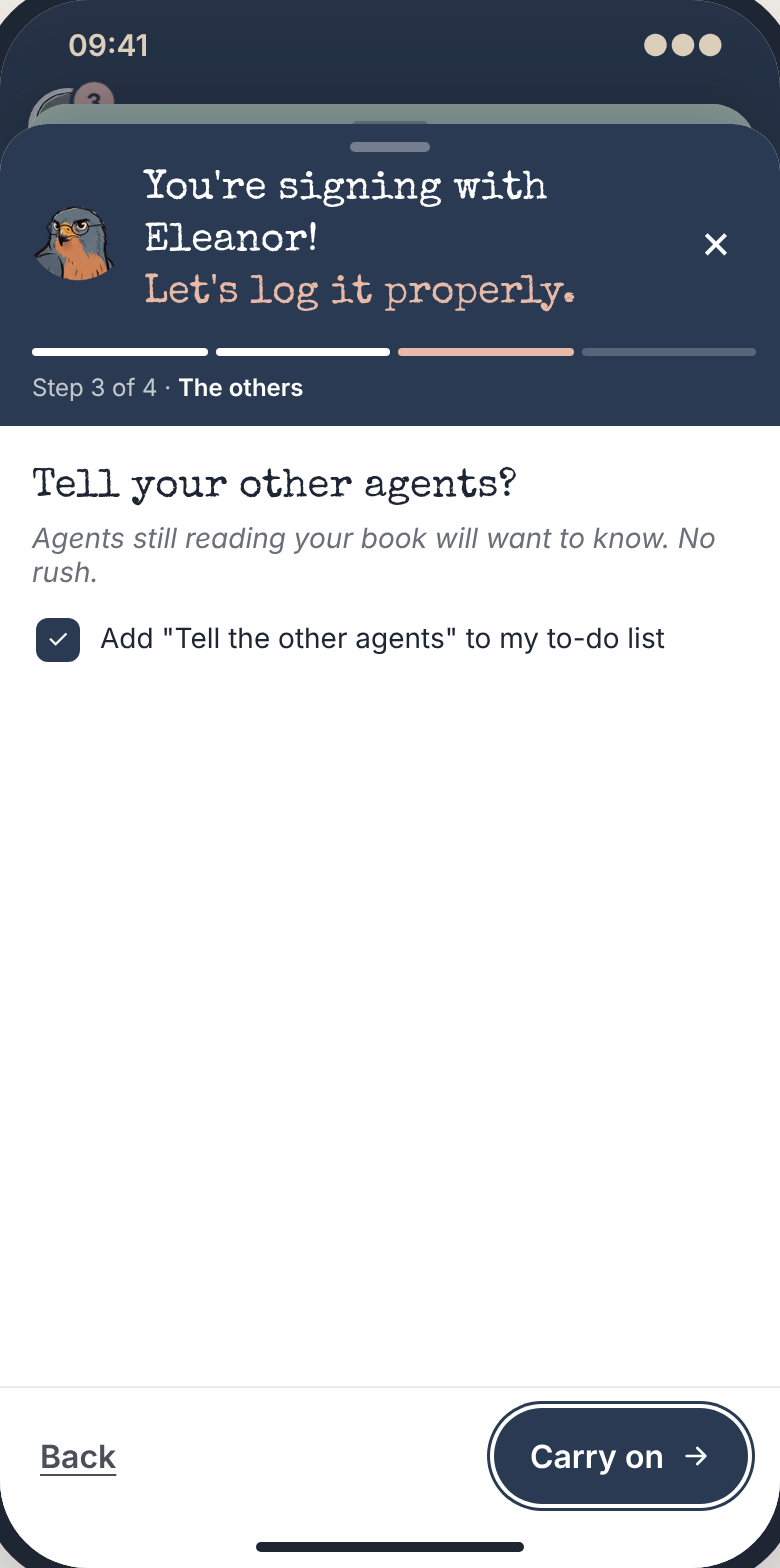 09:41
3
You're signing with
Eleanor!
Let's log it properly.
Step 3 of 4 · The others
Tell your other agents?
Agents still reading your book will want to know. No
rush.
Add "Tell the other agents" to my to-do list
Back
Carry on →